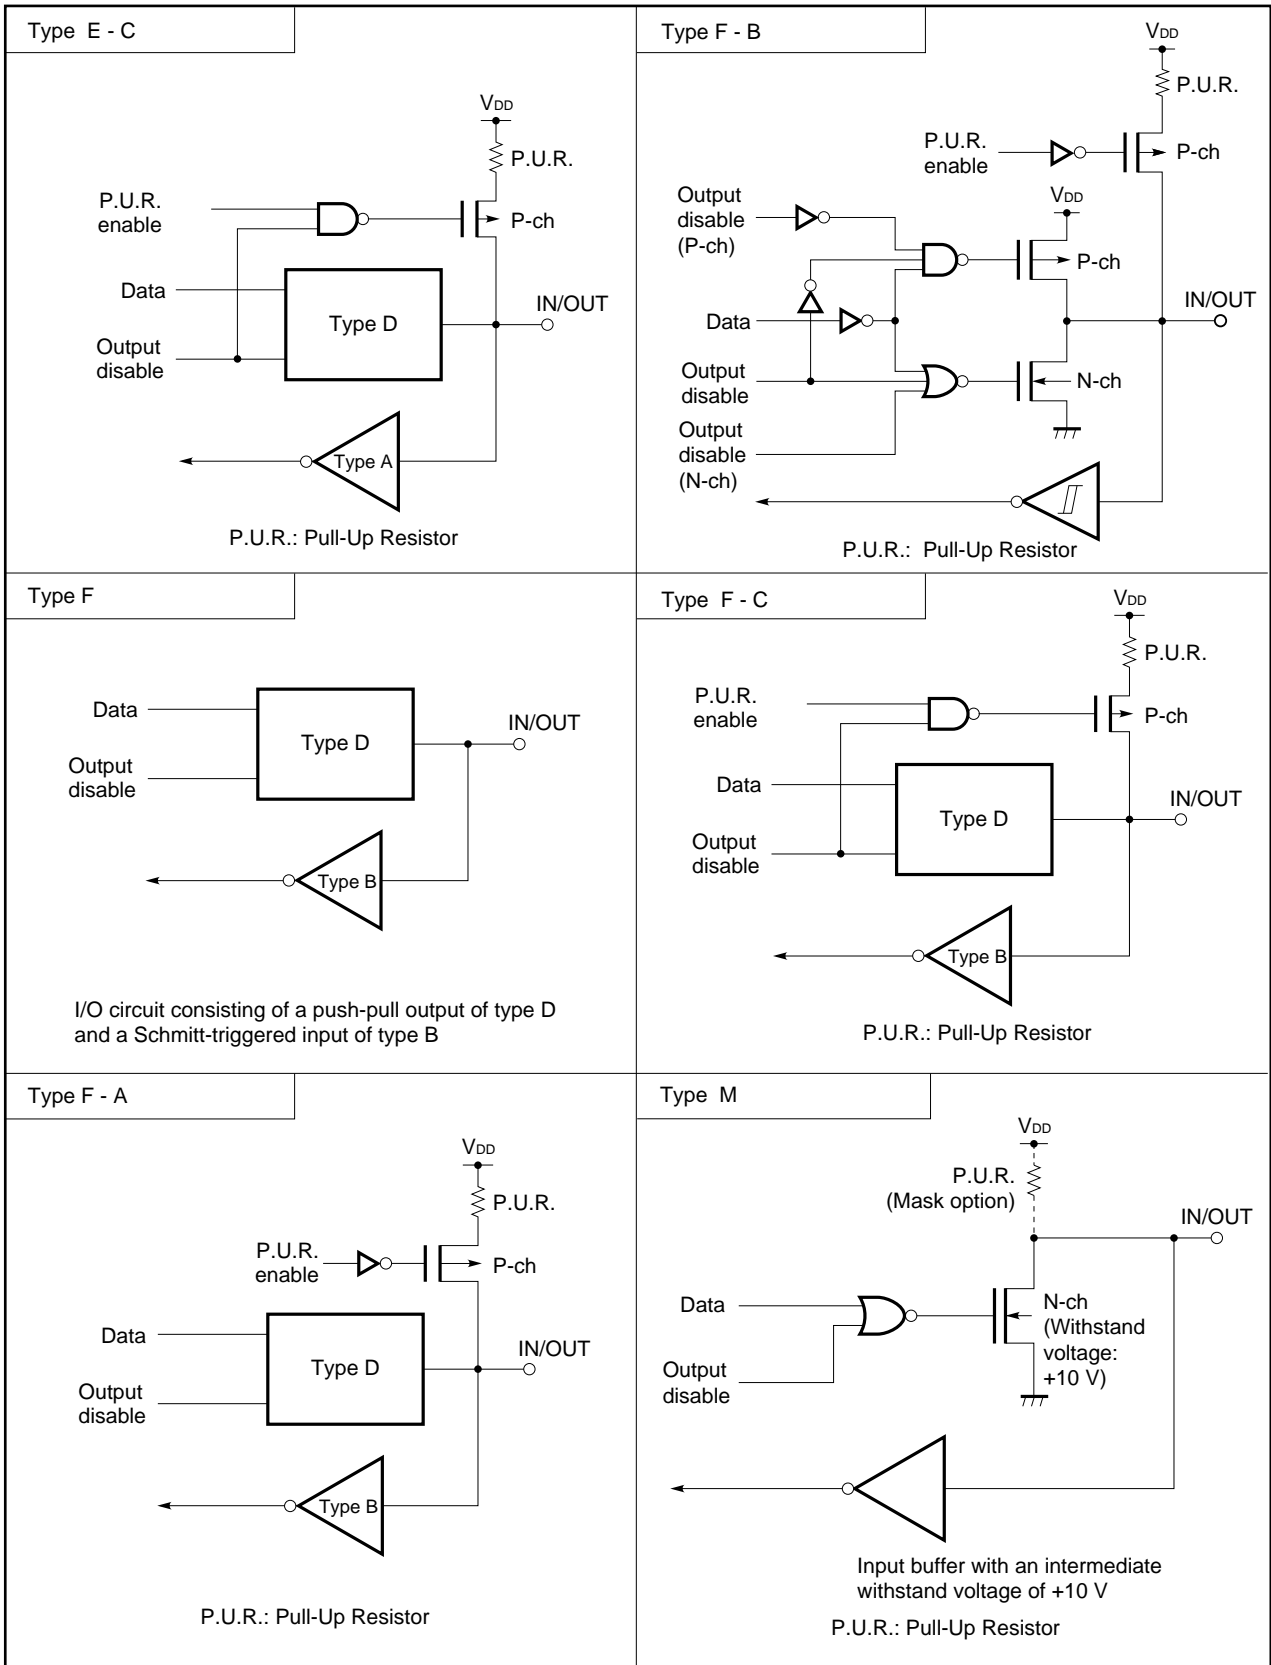 Type E - C
VDD
P.U.R.
P.U.R.
enable
P-ch
Data
Type D
IN/OUT
Output
disable
Type A
P.U.R.: Pull-Up Resistor
Type F - B
VDD
P.U.R.
P.U.R.
enable
P-ch
Output
disable
(P-ch)
VDD
P-ch
IN/OUT
Data
Output
disable
N-ch
Output
disable
(N-ch)
P.U.R.: Pull-Up Resistor
Type F
Data
Type D
IN/OUT
Output
disable
Type B
I/O circuit consisting of a push-pull output of type D
and a Schmitt-triggered input of type B
Type F - C
VDD
P.U.R.
P.U.R.
enable
P-ch
Data
Type D
IN/OUT
Output
disable
Type B
P.U.R.: Pull-Up Resistor
Type F - A
VDD
P.U.R.
P.U.R.
enable
P-ch
Data
Type D
IN/OUT
Output
disable
Type B
P.U.R.: Pull-Up Resistor
Type M
VDD
P.U.R.
(Mask option)
IN/OUT
Data
N-ch
(Withstand
voltage:
+10 V)
Output
disable
Input buffer with an intermediate
withstand voltage of +10 V
P.U.R.: Pull-Up Resistor